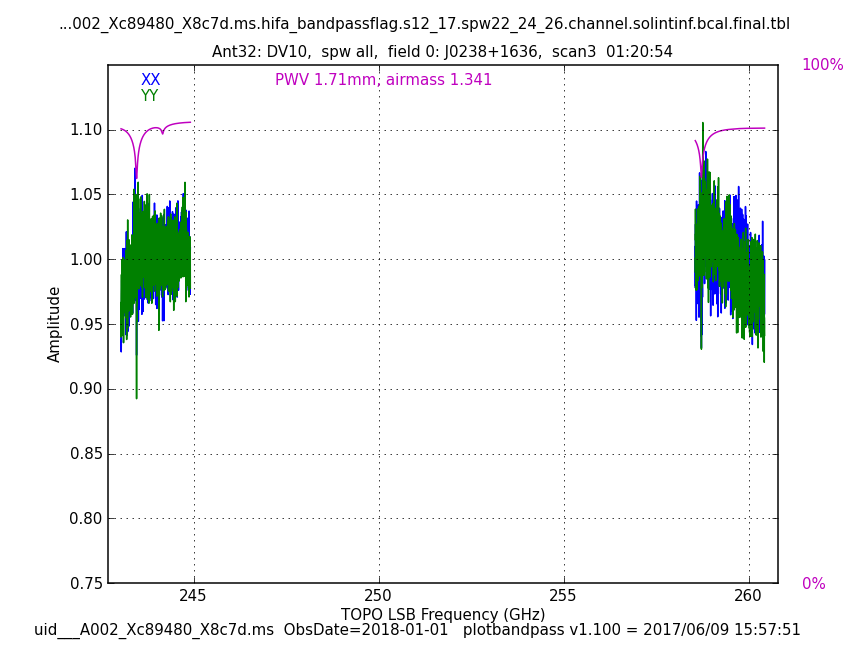 ...002_Xc89480_X8c7d.ms.hifa_bandpassflag.s12_17.spw22_24_26.channel.solintinf.bcal.final.tbl
Ant32: DV10,  spw all,  field 0: J0238+1636,  scan3  01:20:54
100%
XX
PWV 1.71mm, airmass 1.341
YY
1.10
1.05
1.00
0.95
0.90
0.85
0.80
0.75
Amplitude
0%
245
250
255
260
TOPO LSB Frequency (GHz)
uid___A002_Xc89480_X8c7d.ms  ObsDate=2018-01-01   plotbandpass v1.100 = 2017/06/09 15:57:51